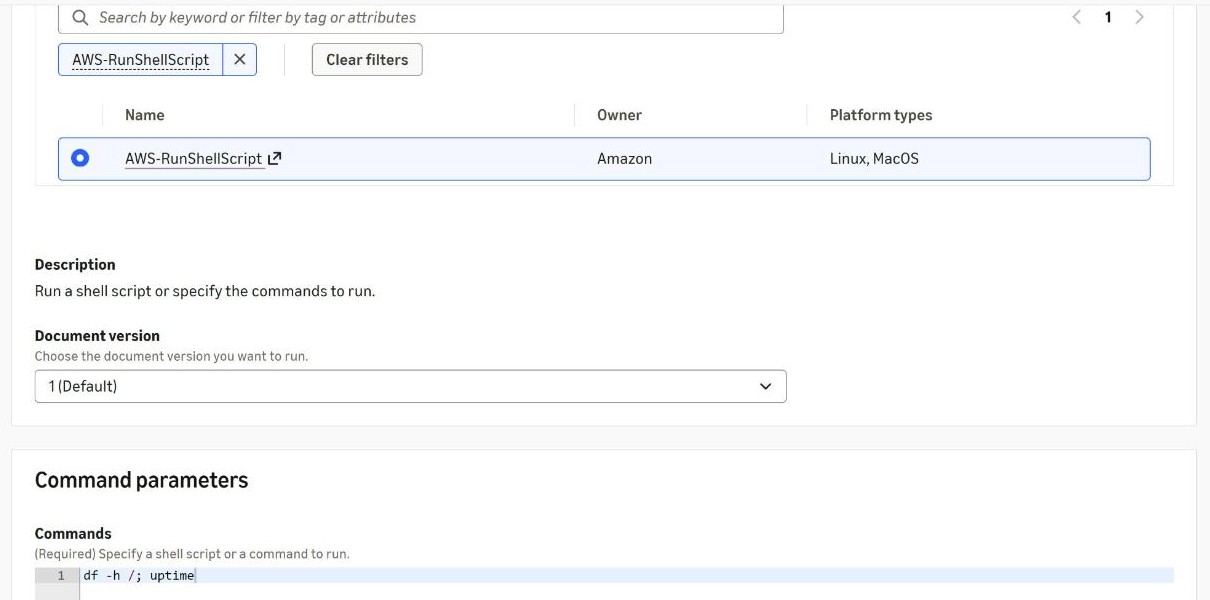 Search by keyword or filter by tag or attributes
1
AWS-RunShellScript
Clear filters
Name Owner Platform types
AWS-RunShellScript Amazon Linux, MacOS
Description
Run a shell script or specify the commands to run.
Document version
Choose the document version you want to run.
1 (Default)
Command parameters
Commands
(Required) Specify a shell script or a command to run.
1 df -h /; uptime